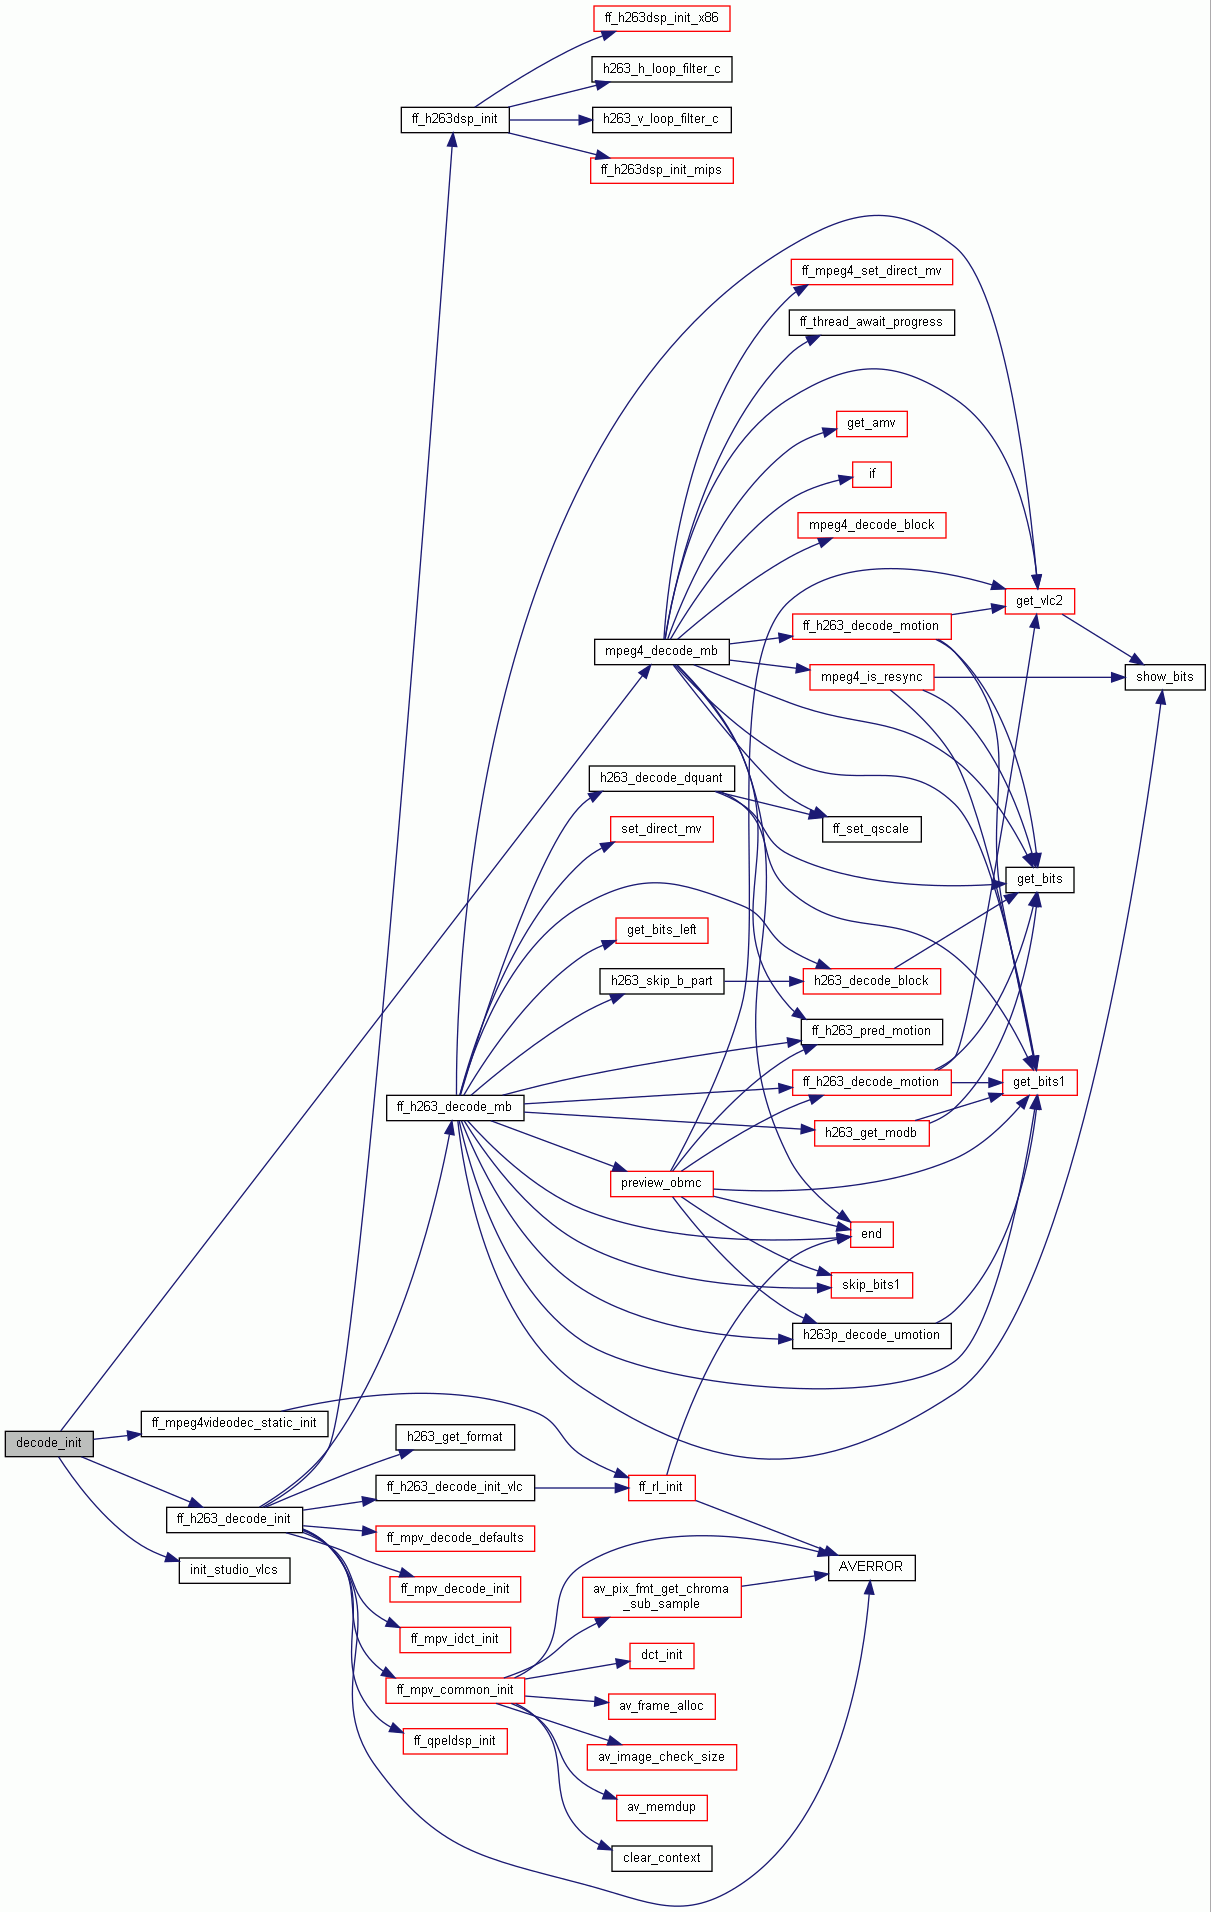 ff_h263dsp_init_x86
h263_h_loop_filter_c
ff_h263dsp_init
h263_v_loop_filter_c
ff_h263dsp_init_mips
ff_mpeg4_set_direct_mv
ff_thread_await_progress
get_amv
if
mpeg4_decode_block
get_vlc2
ff_h263_decode_motion
mpeg4_decode_mb
mpeg4_is_resync
show_bits
h263_decode_dquant
set_direct_mv
ff_set_qscale
get_bits
get_bits_left
h263_skip_b_part
h263_decode_block
ff_h263_pred_motion
ff_h263_decode_motion
get_bits1
ff_h263_decode_mb
h263_get_modb
preview_obmc
end
skip_bits1
h263p_decode_umotion
ff_mpeg4videodec_static_init
decode_init
h263_get_format
ff_h263_decode_init_vlc
ff_rl_init
ff_h263_decode_init
ff_mpv_decode_defaults
init_studio_vlcs
AVERROR
ff_mpv_decode_init
av_pix_fmt_get_chroma
_sub_sample
ff_mpv_idct_init
dct_init
ff_mpv_common_init
av_frame_alloc
ff_qpeldsp_init
av_image_check_size
av_memdup
clear_context